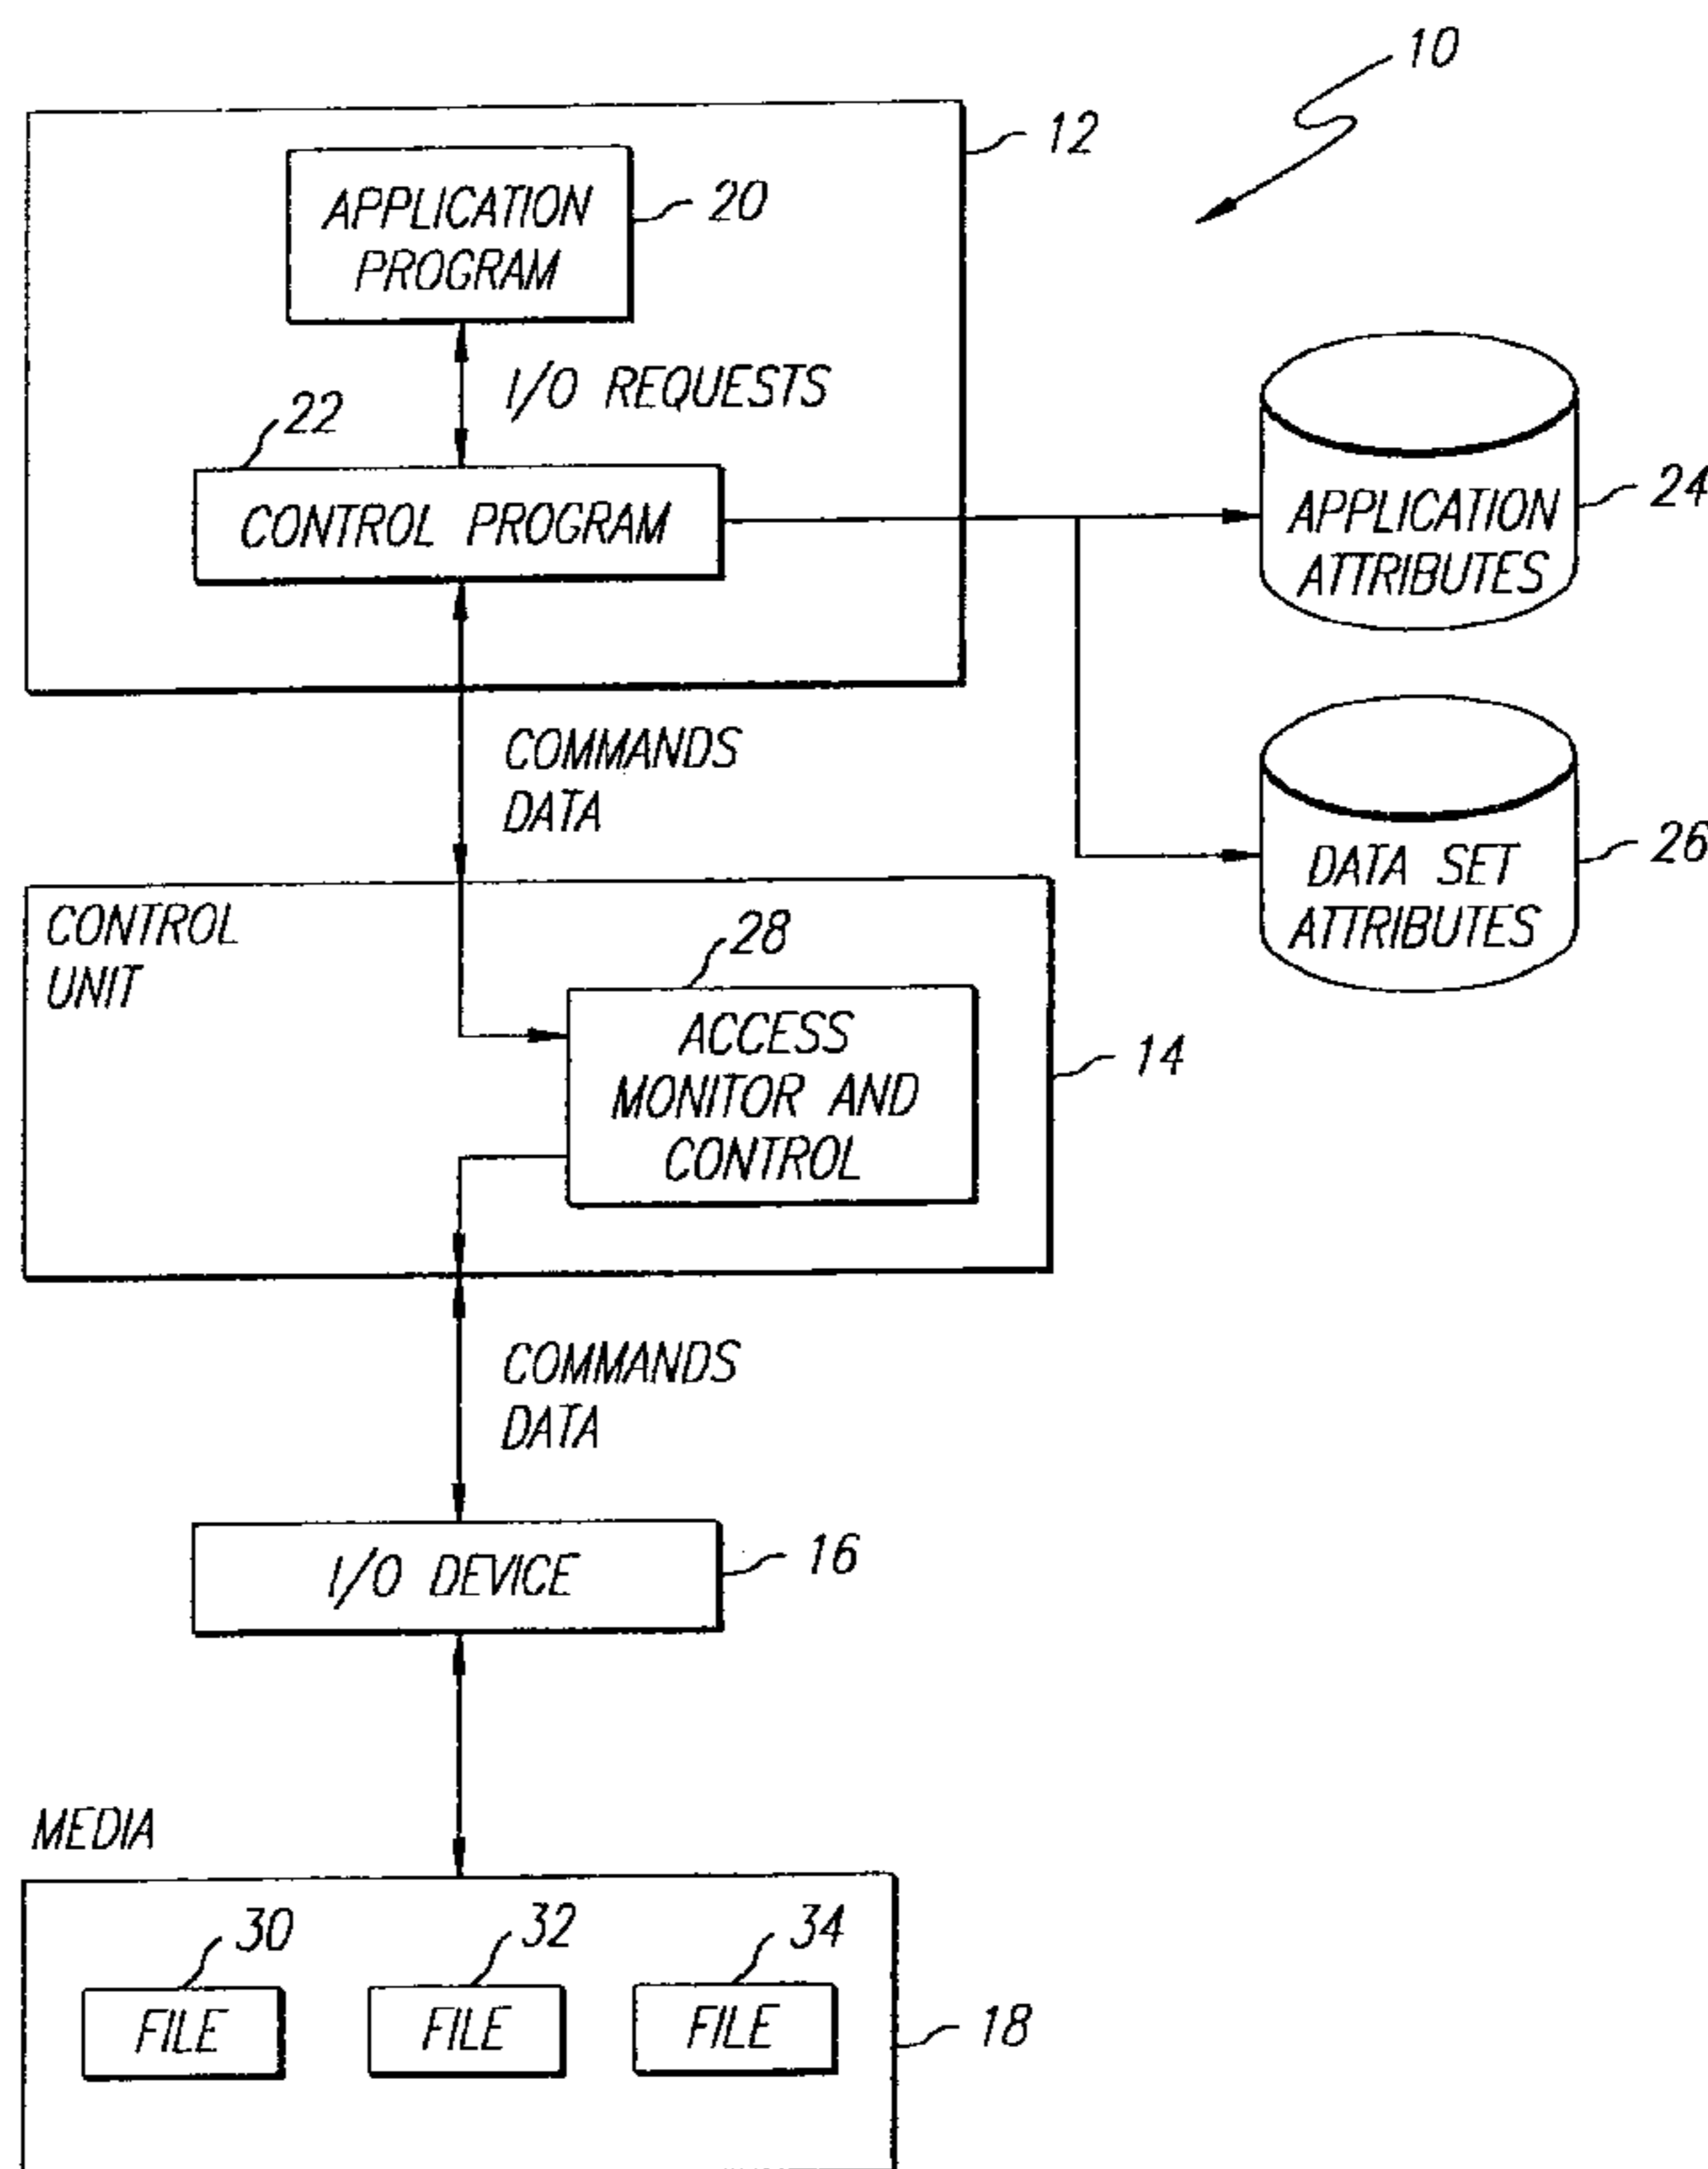 10
12
APPLICATION
PROGRAM
20
I/O REQUESTS
22
CONTROL PROGRAM
APPLICATION
ATTRIBUTES
24
COMMANDS
DATA
DATA SET
ATTRIBUTES
26
CONTROL
UNIT
28
ACCESS
MONITOR AND
CONTROL
14
COMMANDS
DATA
I/O DEVICE
16
MEDIA
30
32
34
FILE
FILE
FILE
18